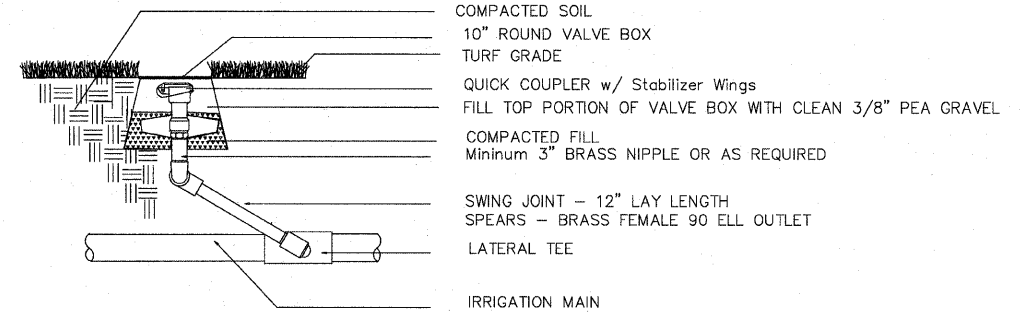 COMPACTED SOIL
10" ROUND VALVE BOX
TURF GRADE
QUICK COUPLER w/ Stabilizer Wings
FILL TOP PORTION OF VALVE BOX WITH CLEAN 3/8" PEA GRAVEL
COMPACTED FILL
Mininum 3" BRASS NIPPLE OR AS REQUIRED
SWING JOINT – 12" LAY LENGTH
SPEARS – BRASS FEMALE 90 ELL OUTLET
LATERAL TEE
IRRIGATION MAIN